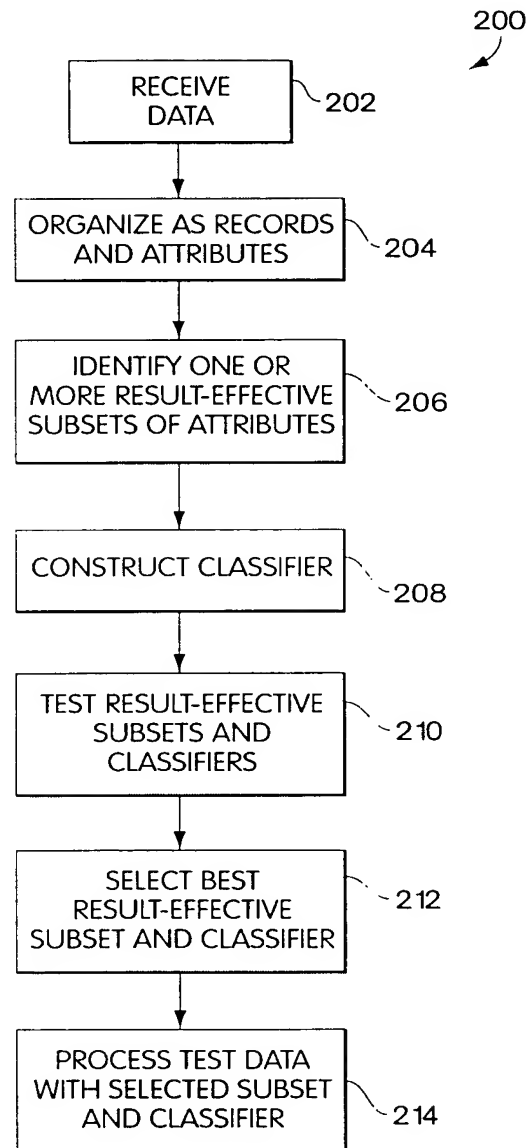 200
RECEIVE
DATA
202
ORGANIZE AS RECORDS
AND ATTRIBUTES
204
IDENTIFY ONE OR
MORE RESULT-EFFECTIVE
SUBSETS OF ATTRIBUTES
206
CONSTRUCT CLASSIFIER
208
TEST RESULT-EFFECTIVE
SUBSETS AND
CLASSIFIERS
210
SELECT BEST
RESULT-EFFECTIVE
SUBSET AND CLASSIFIER
212
PROCESS TEST DATA
WITH SELECTED SUBSET
AND CLASSIFIER
214